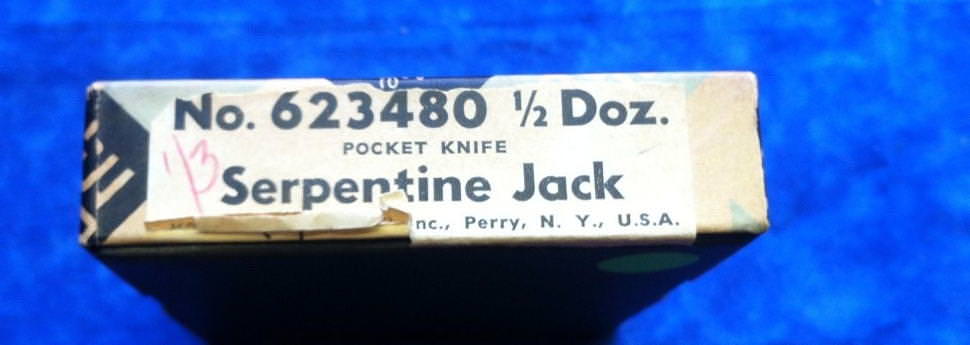 No. 623480 ½ Doz.
POCKET KNIFE
1/3
Serpentine Jack
nc., Perry, N. Y., U.S.A.